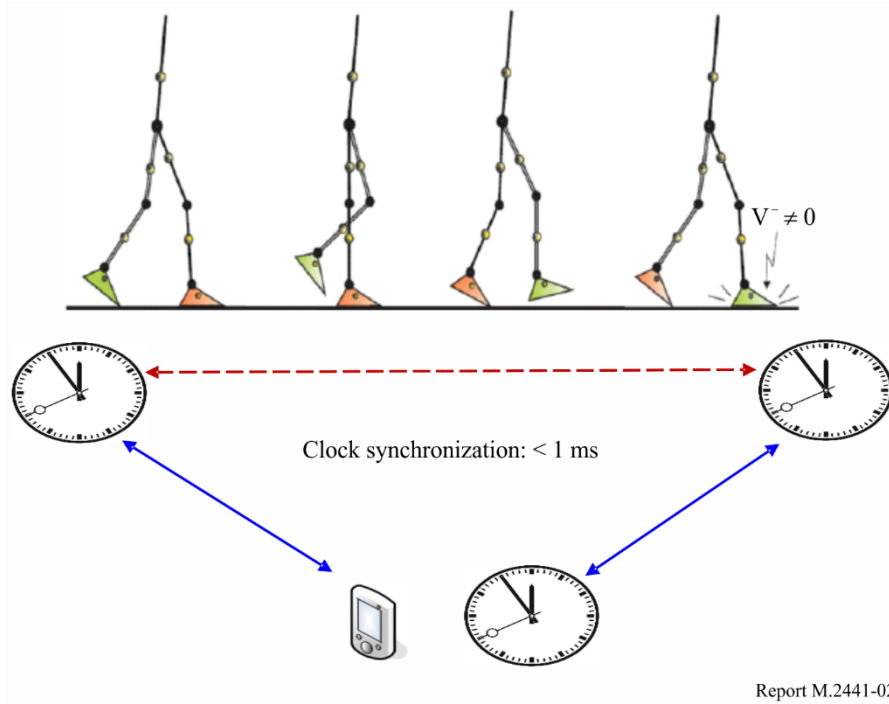 V⁻ ≠ 0
Clock synchronization: < 1 ms
Report M.2441-02